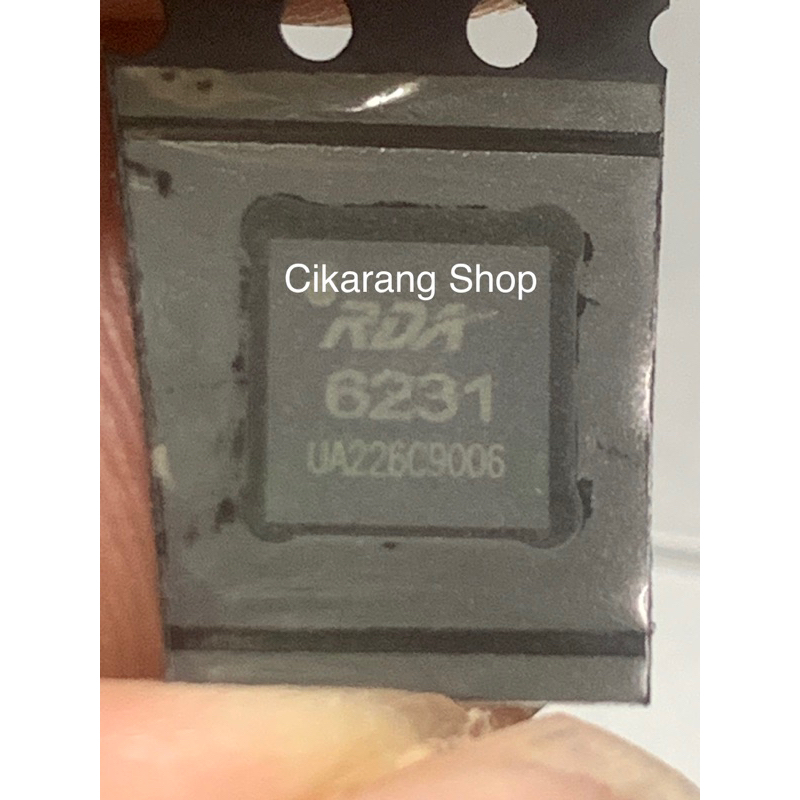 Cikarang Shop
RDA
6231
UA226C9006